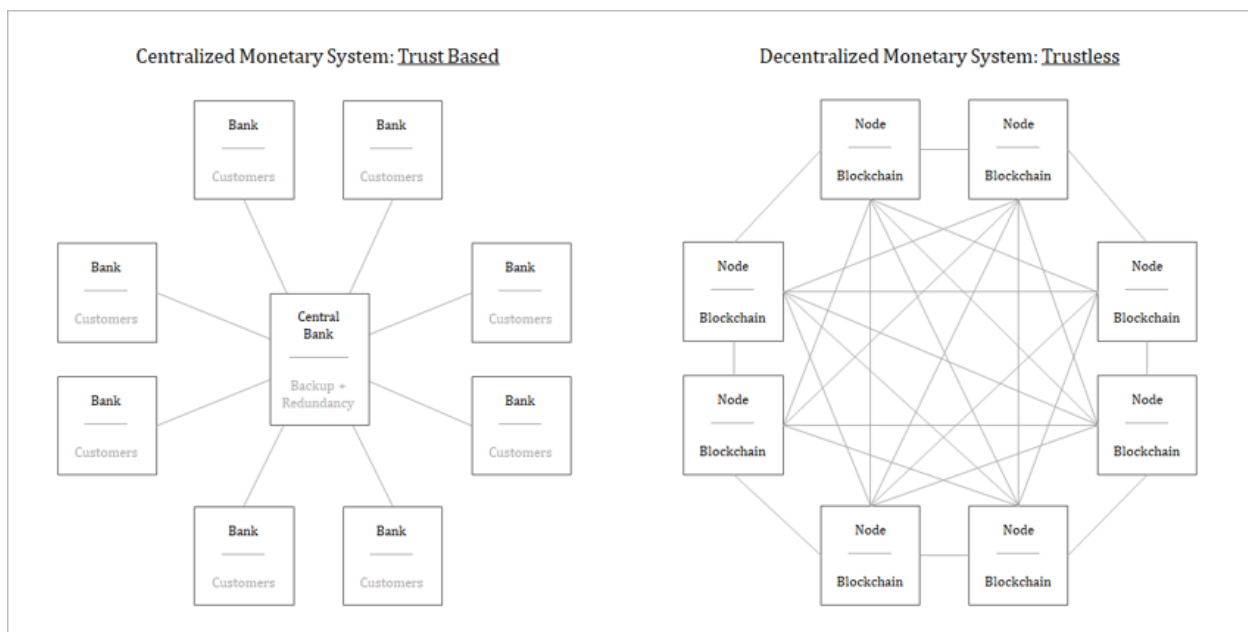 Centralized Monetary System: Trust Based
Bank
Customers
Bank
Customers
Bank
Customers
Bank
Customers
Central
Bank
Backup +
Redundancy
Bank
Customers
Bank
Customers
Bank
Customers
Bank
Customers
Decentralized Monetary System: Trustless
Node
Blockchain
Node
Blockchain
Node
Blockchain
Node
Blockchain
Node
Blockchain
Node
Blockchain
Node
Blockchain
Node
Blockchain